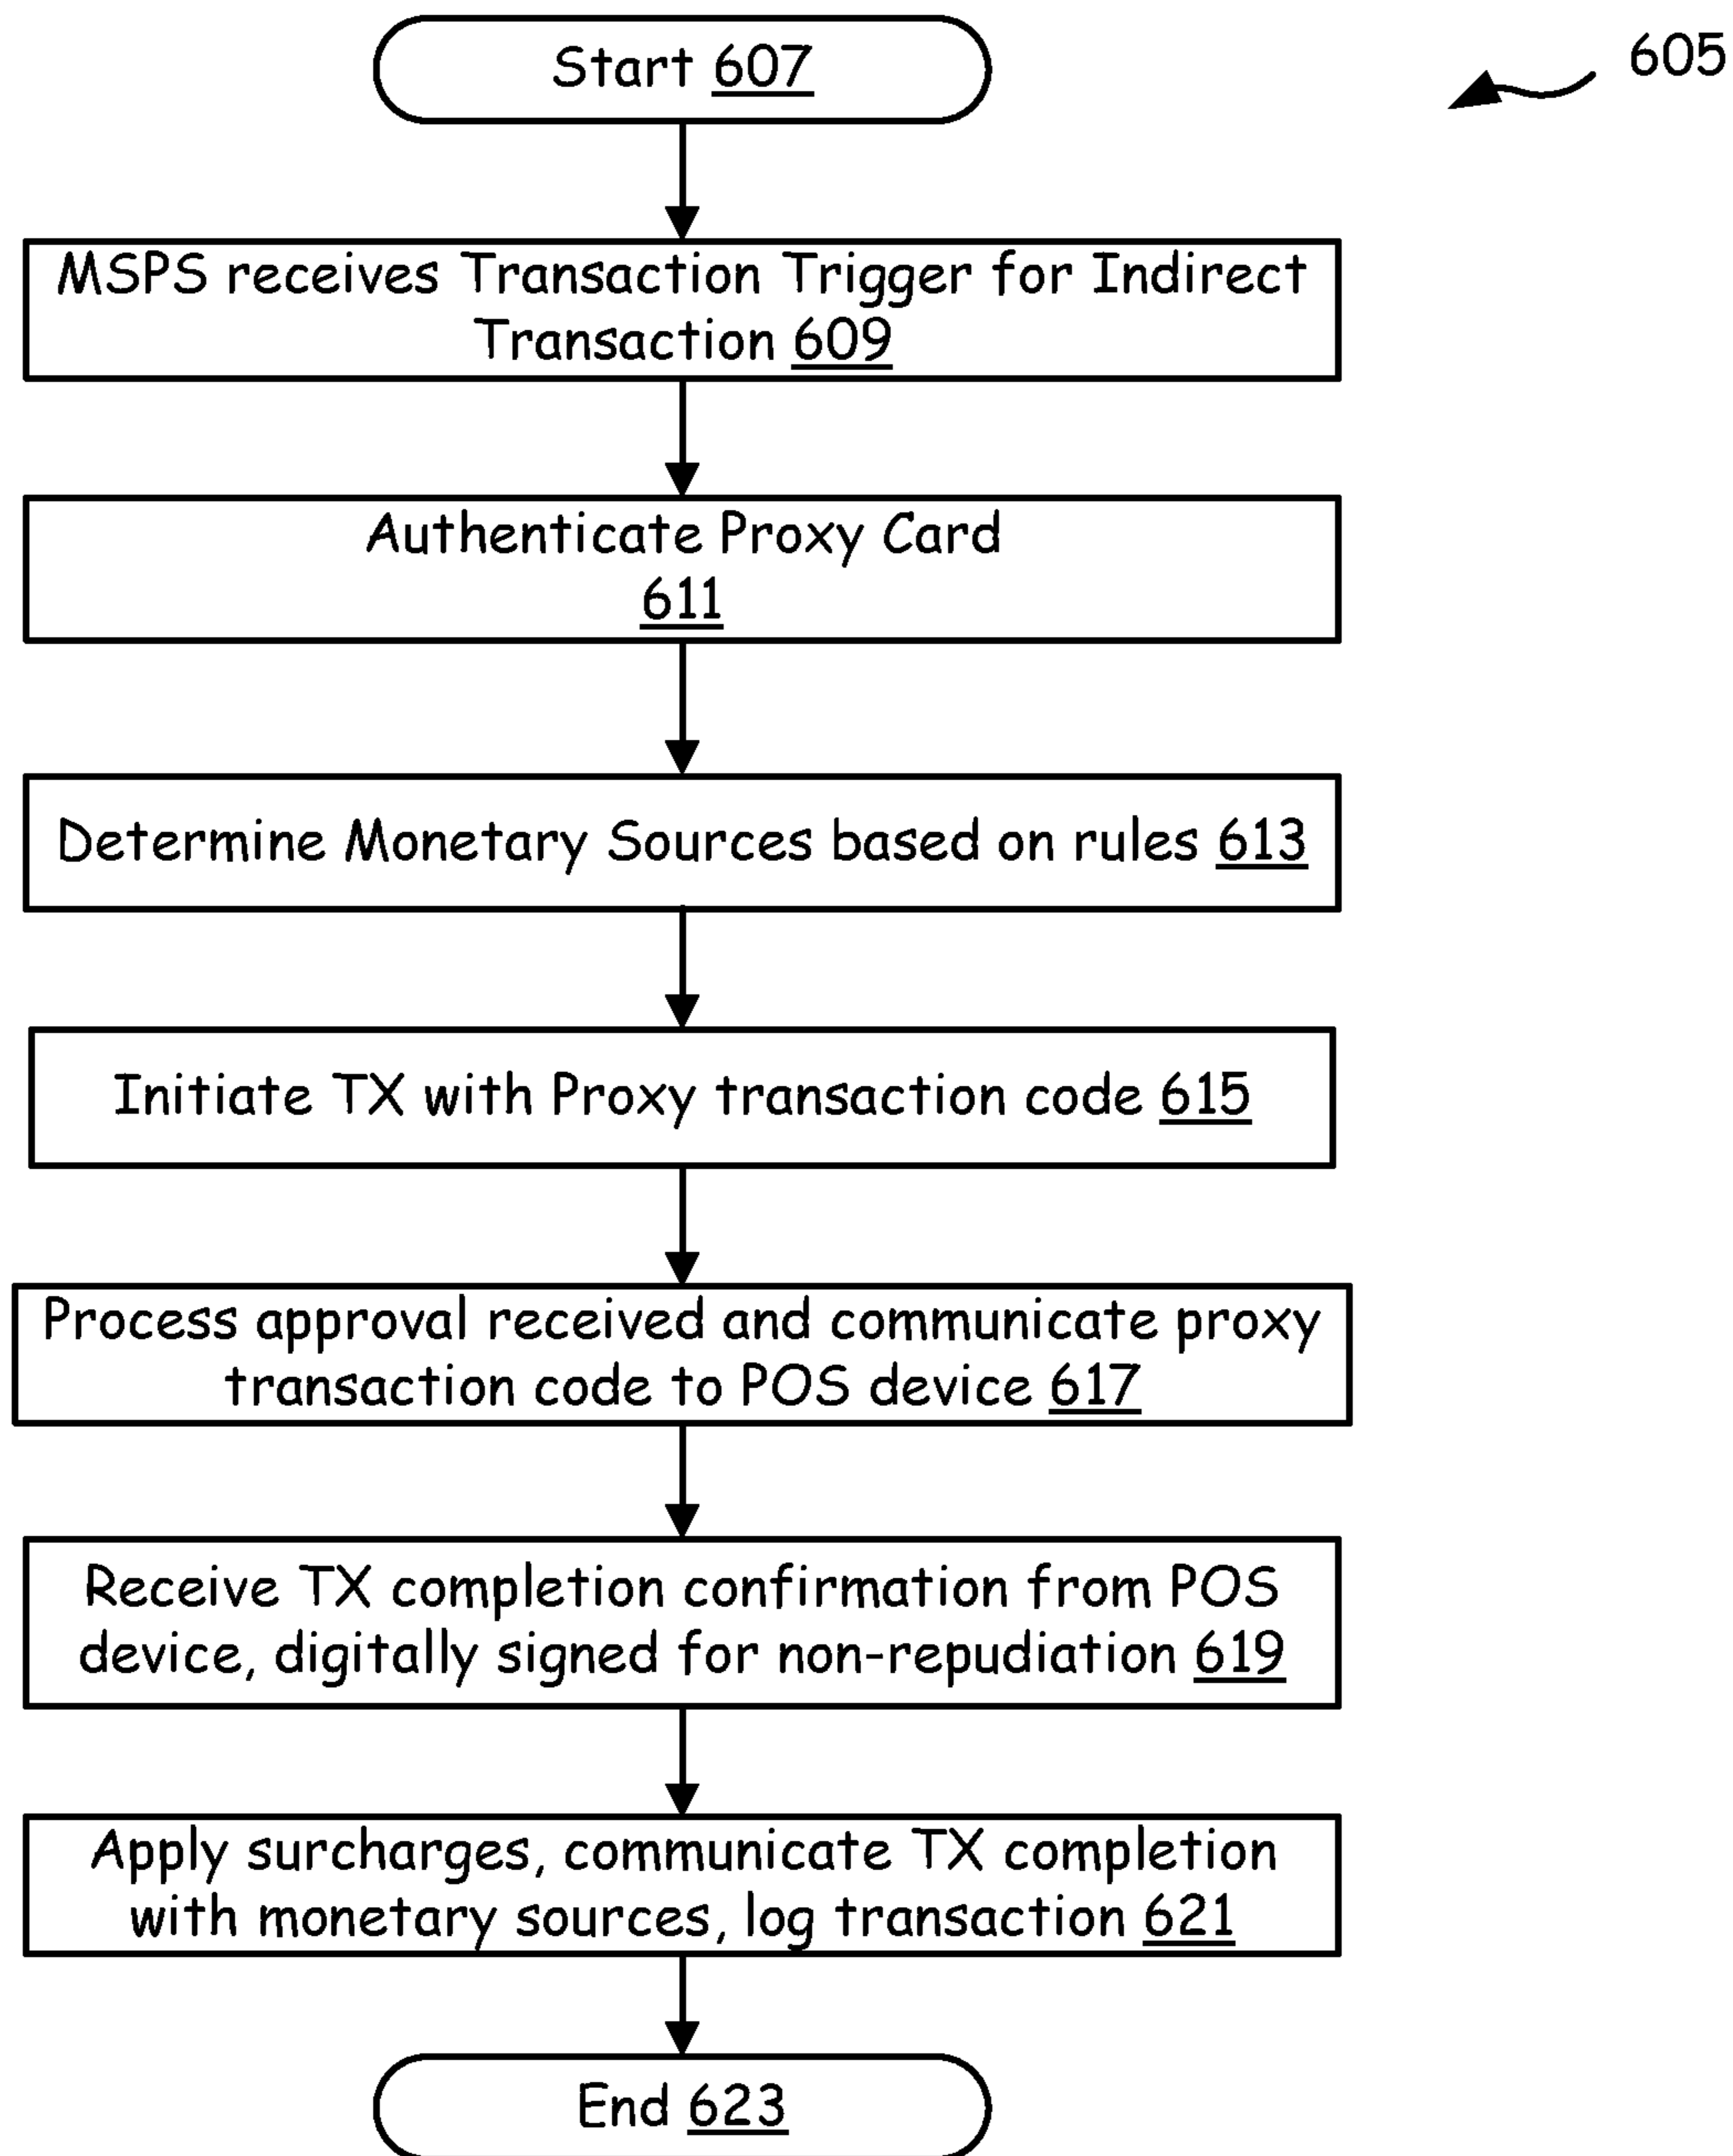 Start 607
605
MSPS receives Transaction Trigger for Indirect
Transaction 609
Authenticate Proxy Card
611
Determine Monetary Sources based on rules 613
Initiate TX with Proxy transaction code 615
Process approval received and communicate proxy
transaction code to POS device 617
Receive TX completion confirmation from POS
device, digitally signed for non-repudiation 619
Apply surcharges, communicate TX completion
with monetary sources, log transaction 621
End 623